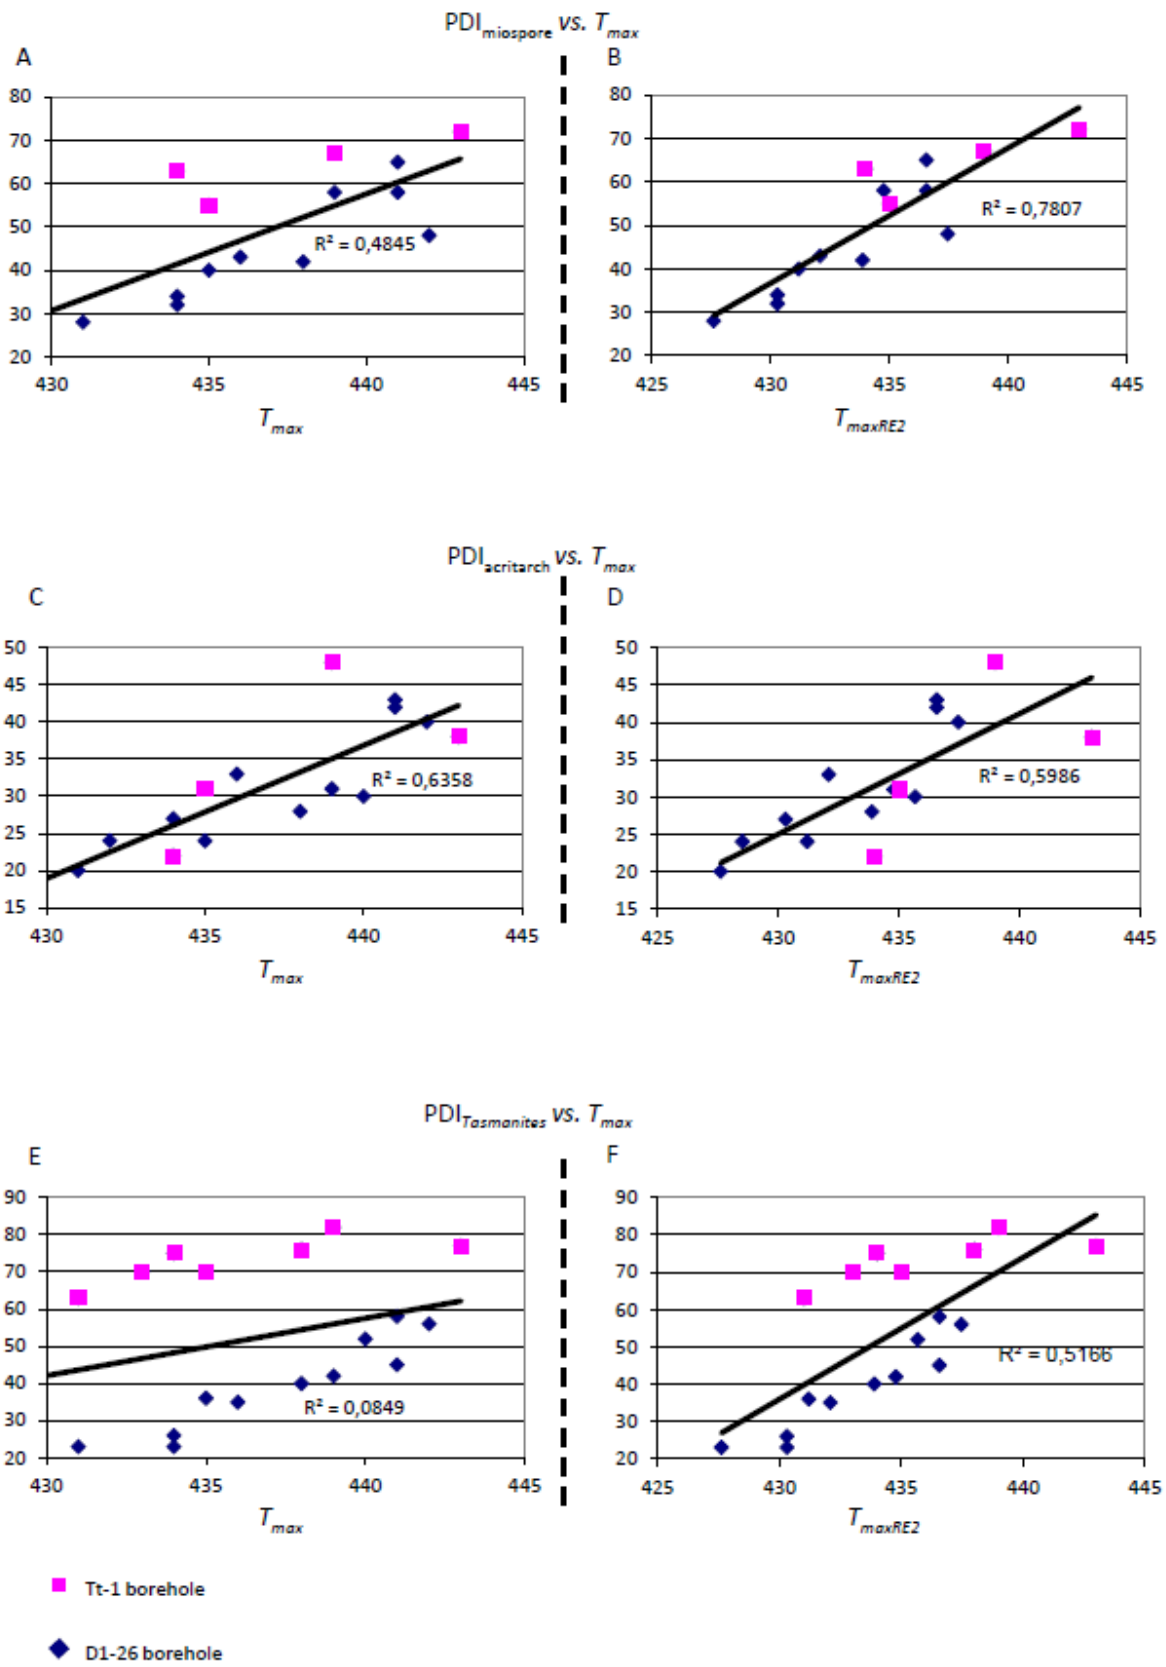 PDImiospore vs. Tmax
A
B
80
70
60
50
40
30
20
R² = 0,4845
430 435 440 445
Tmax
80
70
60
50
40
30
20
R² = 0,7807
425 430 435 440 445
TmaxRE2
PDIacritarch vs. Tmax
C
D
50
45
40
35
30
25
20
15
R² = 0,6358
430 435 440 445
Tmax
50
45
40
35
30
25
20
15
R² = 0,5986
425 430 435 440 445
TmaxRE2
PDITasmanites vs. Tmax
E
F
90
80
70
60
50
40
30
20
R² = 0,0849
430 435 440 445
Tmax
90
80
70
60
50
40
30
20
R² = 0,5166
425 430 435 440 445
TmaxRE2
Tt-1 borehole
D1-26 borehole